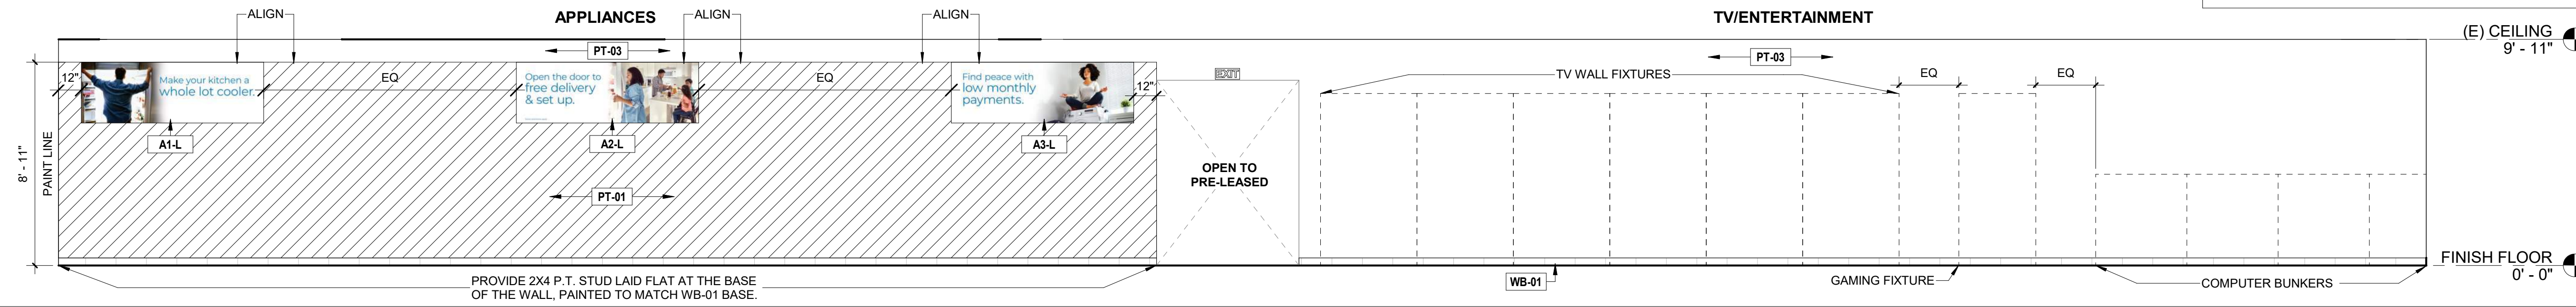 ALIGN
APPLIANCES
ALIGN
ALIGN
TV/ENTERTAINMENT
(E) CEILING
9' - 11"
PT-03
PT-03
12"
Make your kitchen a
whole lot cooler.
EQ
Open the door to
free delivery
& set up.
EQ
Find peace with
low monthly
payments.
12"
EXIT
TV WALL FIXTURES
EQ
EQ
A1-L
A2-L
A3-L
8' - 11"
PAINT LINE
OPEN TO
PRE-LEASED
PT-01
FINISH FLOOR
0' - 0"
PROVIDE 2X4 P.T. STUD LAID FLAT AT THE BASE
OF THE WALL, PAINTED TO MATCH WB-01 BASE.
WB-01
GAMING FIXTURE
COMPUTER BUNKERS